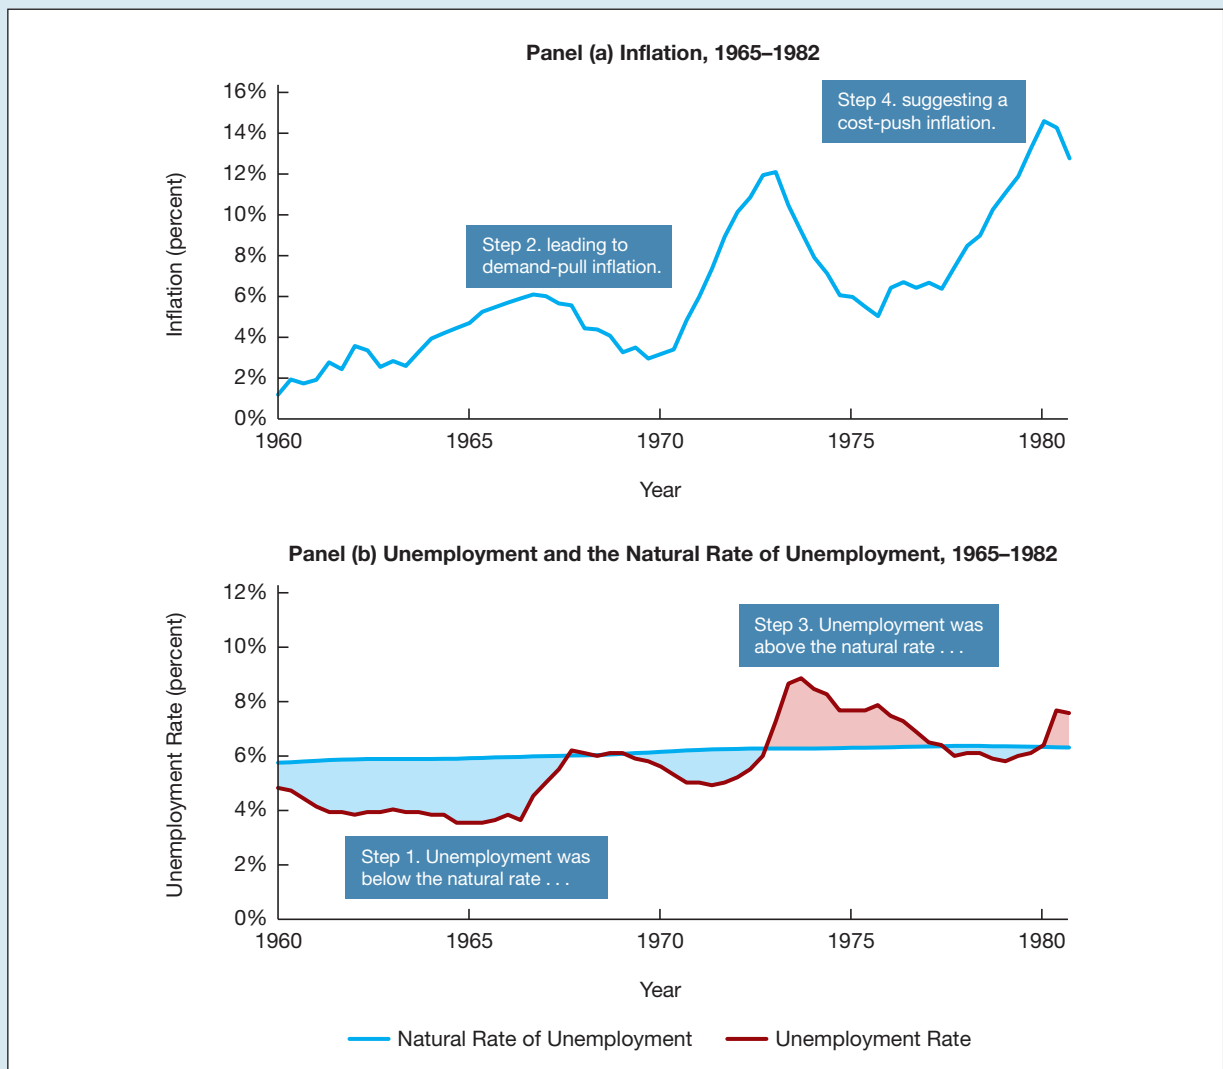 Panel (a) Inflation, 1965–1982
16%
14%
12%
10%
8%
6%
4%
2%
0%
Inflation (percent)
Step 4. suggesting a
cost-push inflation.
Step 2. leading to
demand-pull inflation.
1960
1965
1970
1975
1980
Year
Panel (b) Unemployment and the Natural Rate of Unemployment, 1965–1982
12%
10%
8%
6%
4%
2%
0%
Unemployment Rate (percent)
Step 3. Unemployment was
above the natural rate . . .
Step 1. Unemployment was
below the natural rate . . .
1960
1965
1970
1975
1980
Year
Natural Rate of Unemployment
Unemployment Rate